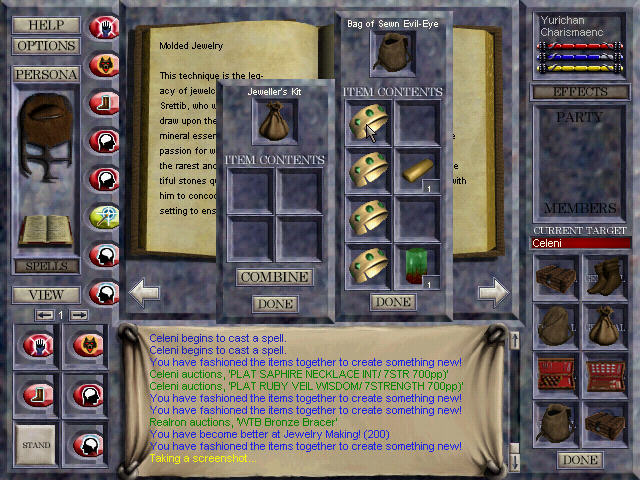 HELP
OPTIONS
PERSONA
SPELLS
VIEW
1
STAND
Molded Jewelry
This technique is the leg-
acy of jewelc
Srettib, who w
draw upon the
mineral essen
passion for w
the rarest and
tiful stones qu
him to concoc
setting to ens
with
Jeweller's Kit
ITEM CONTENTS
COMBINE
DONE
Bag of Sewn Evil-Eye
ITEM CONTENTS
1
1
DONE
Yurichan
Charismaenc
EFFECTS
PARTY
MEMBERS
CURRENT TARGET
Celeni
DONE
Celeni begins to cast a spell.
Celeni begins to cast a spell.
You have fashioned the items together to create something new!
Celeni auctions, 'PLAT SAPHIRE NECKLACE INT/ 7STR 700pp)'
Celeni auctions, 'PLAT RUBY VEIL WISDOM/ 7STRENGTH 700pp)'
You have fashioned the items together to create something new!
You have fashioned the items together to create something new!
Realron auctions, 'WTB Bronze Bracer'
You have become better at Jewelry Making! (200)
You have fashioned the items together to create something new!
Taking a screenshot...